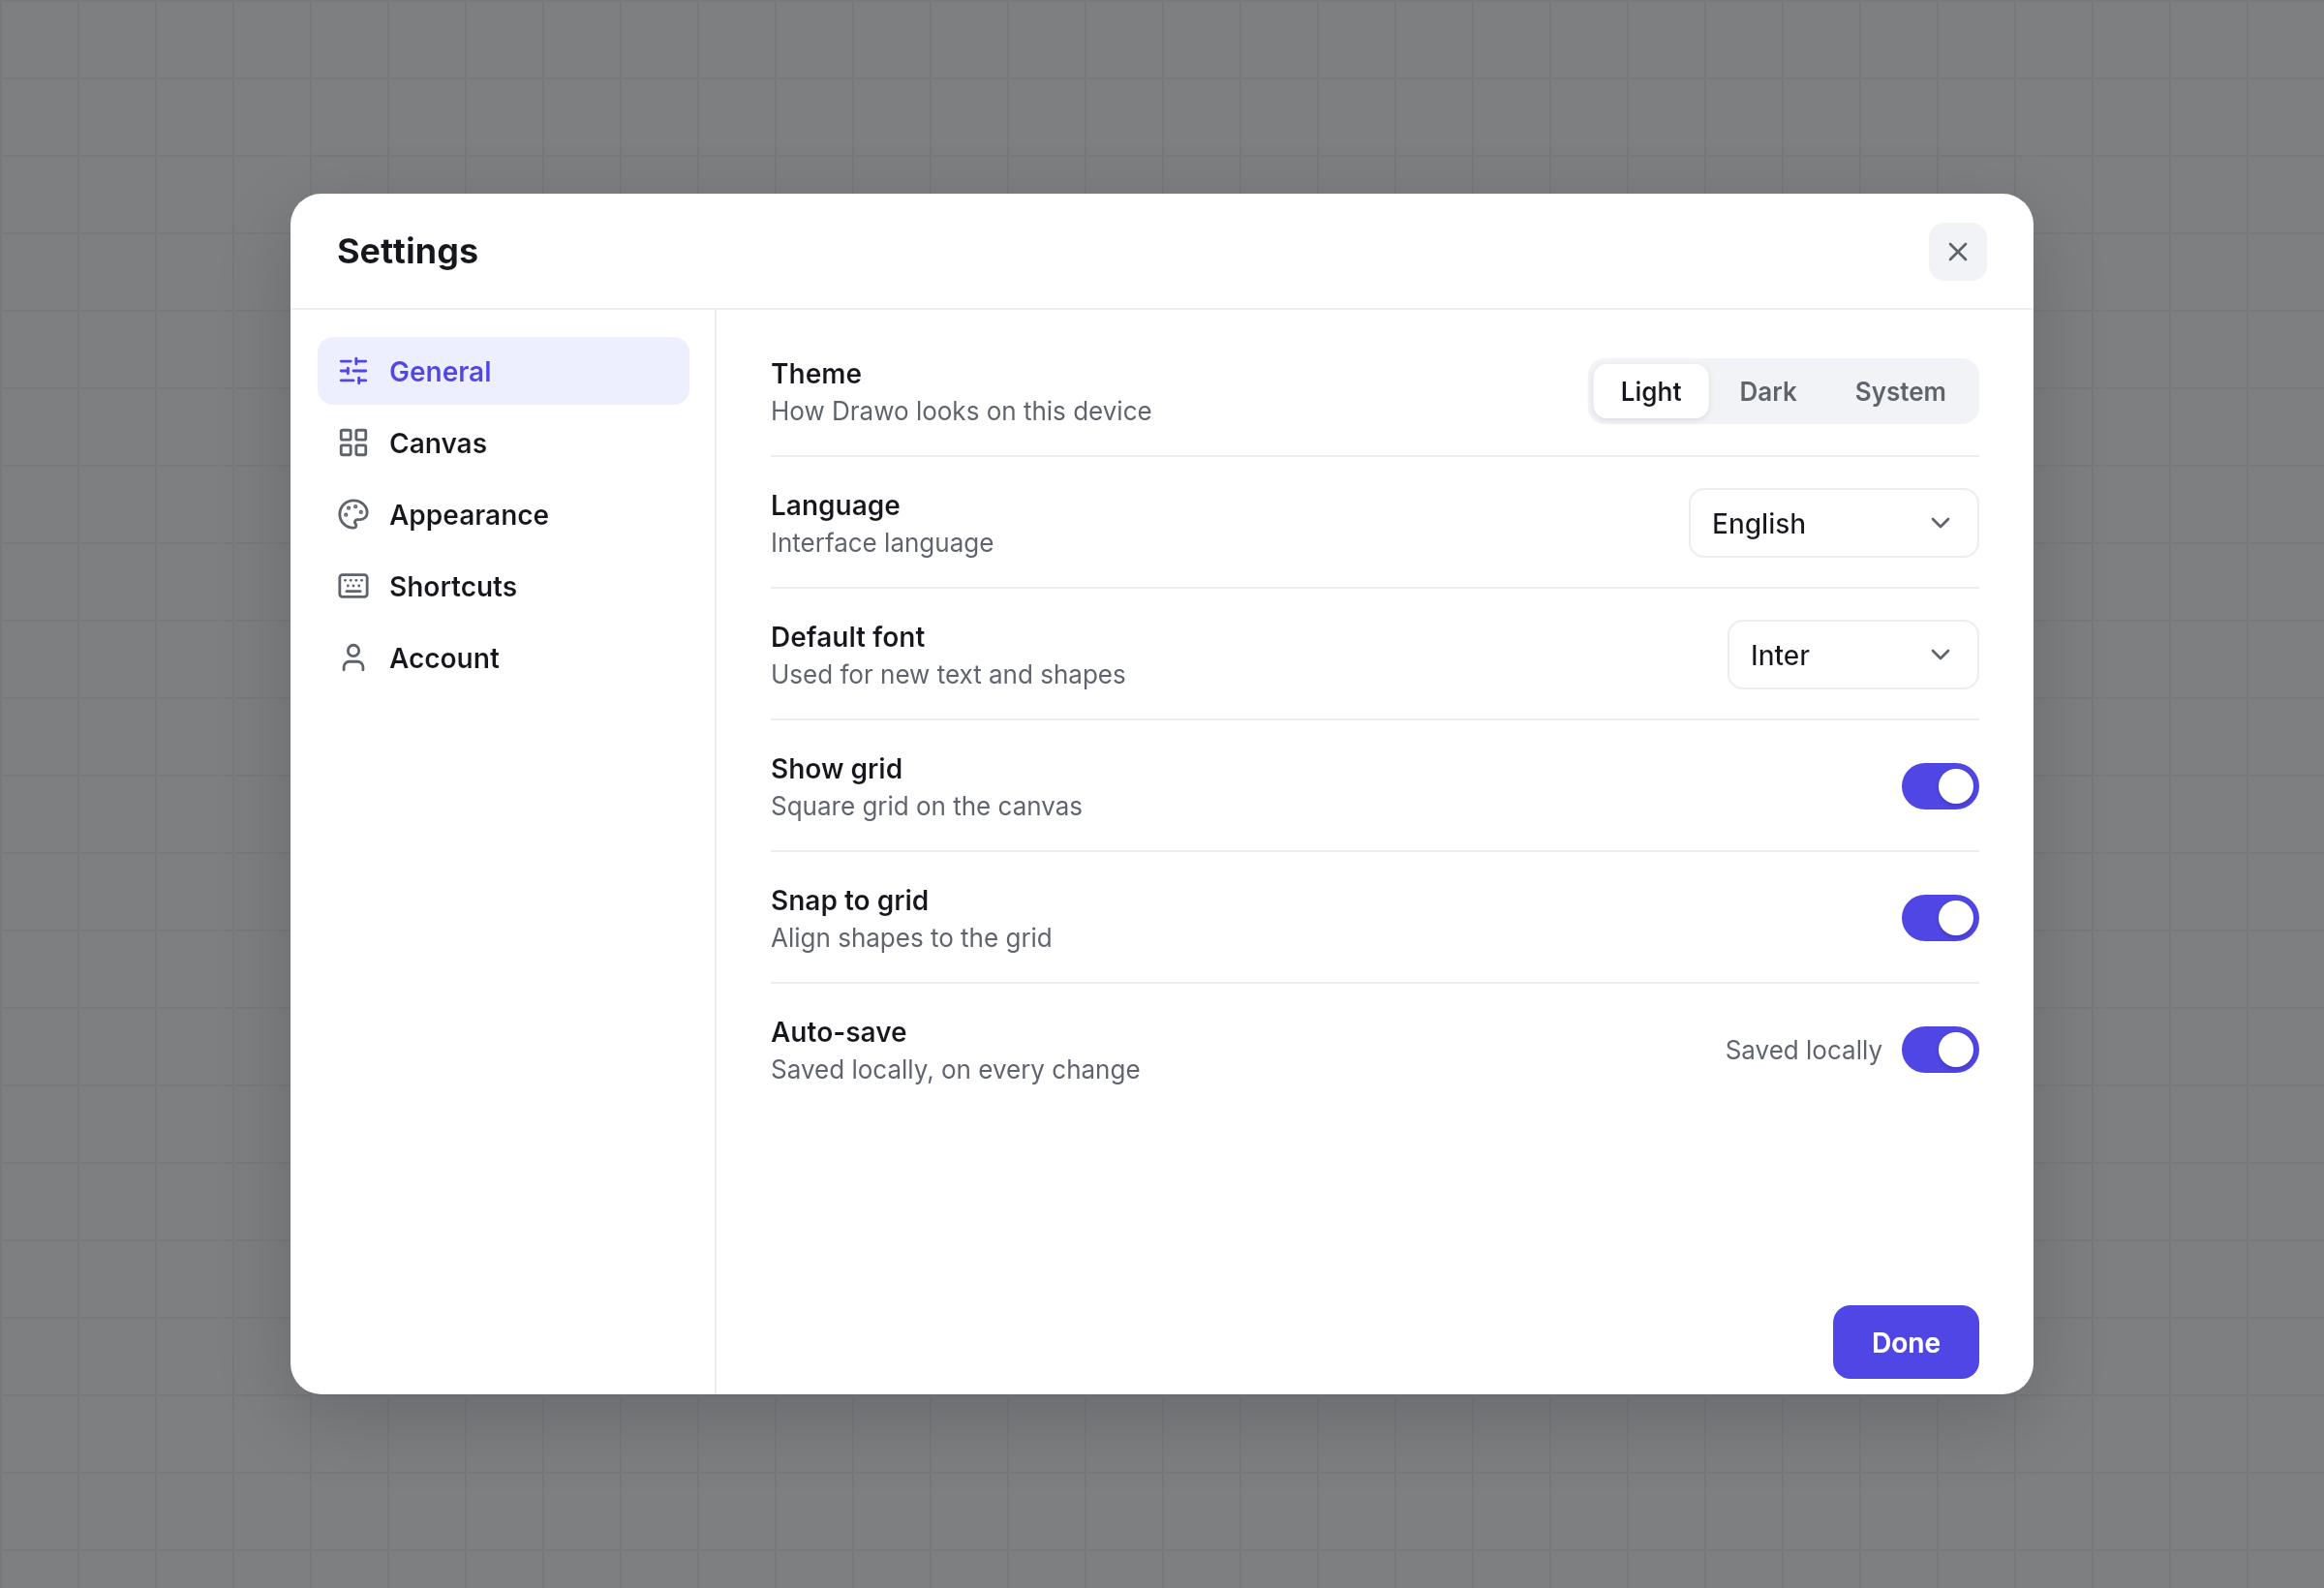 Settings
General
Canvas
Appearance
Shortcuts
Account
Theme
How Drawo looks on this device
Light Dark System
Language
Interface language
English
Default font
Used for new text and shapes
Inter
Show grid
Square grid on the canvas
Snap to grid
Align shapes to the grid
Auto-save
Saved locally, on every change
Saved locally
Done